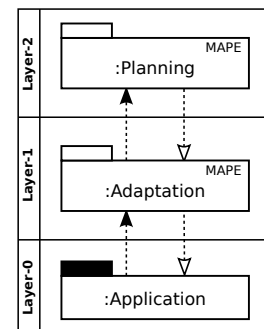 Layer-2
MAPE
:Planning
Layer-1
MAPE
:Adaptation
Layer-0
:Application